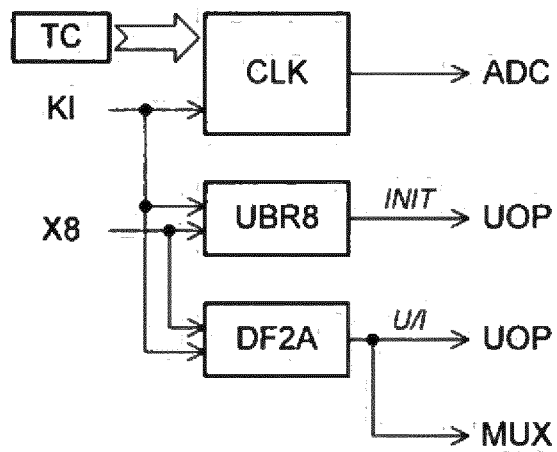 TC
CLK
ADC
KI
UBR8
INIT
UOP
X8
DF2A
U/I
UOP
MUX